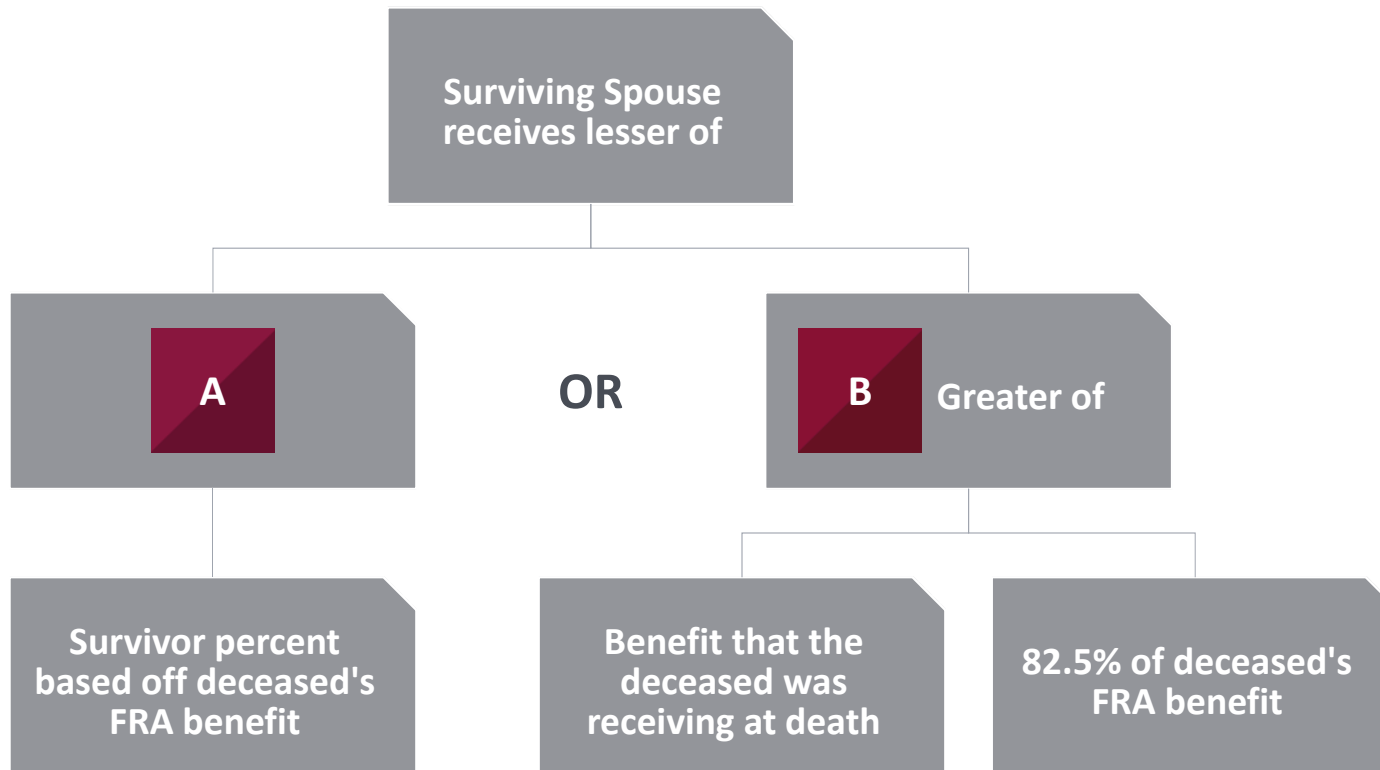 Surviving Spouse
receives lesser of
A
OR
B
Greater of
Survivor percent
based off deceased's
FRA benefit
Benefit that the
deceased was
receiving at death
82.5% of deceased's
FRA benefit